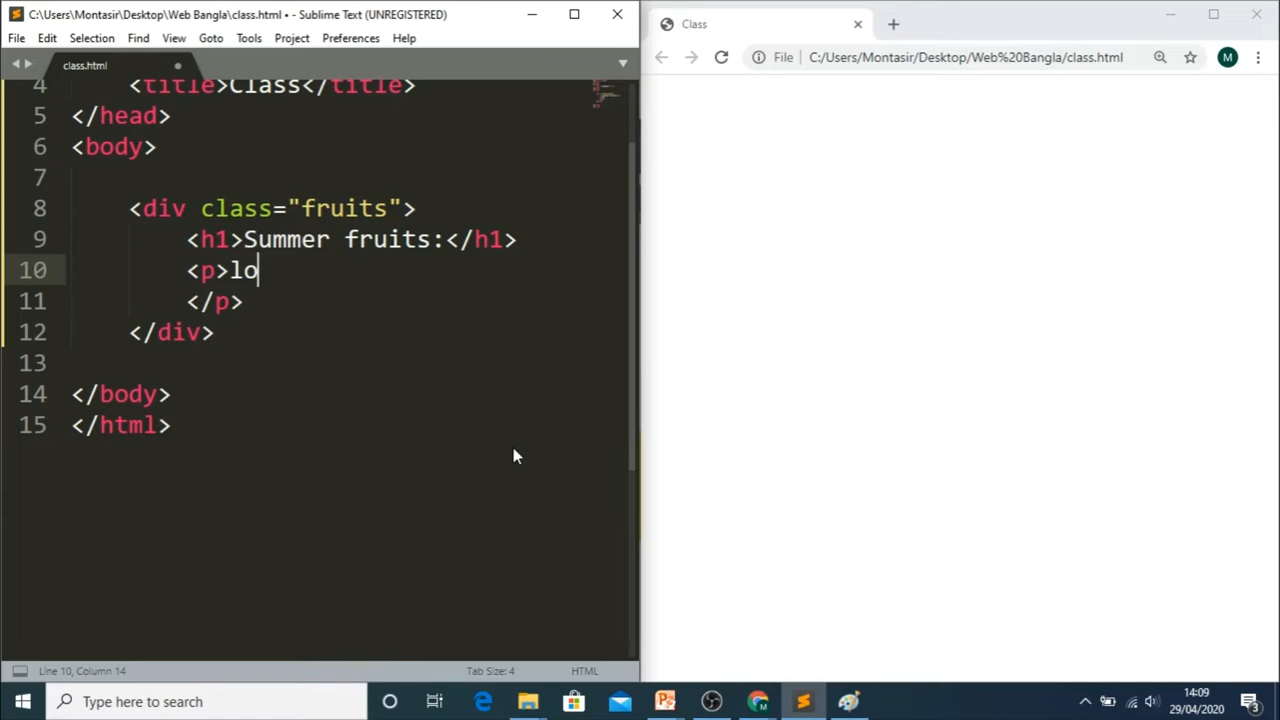 C:\Users\Montasir\Desktop\Web Bangla\class.html • - Sublime Text (UNREGISTERED)
File Edit Selection Find View Goto Tools Project Preferences Help
class.html
4 <title>Class</title>
5 </head>
6 <body>
7
8 <div class="fruits">
9 <h1>Summer fruits:</h1>
10 <p>lo
11 </p>
12 </div>
13
14 </body>
15 </html>
Line 10, Column 14 Tab Size: 4 HTML
Class
File C:/Users/Montasir/Desktop/Web%20Bangla/class.html M
Type here to search
14:09
29/04/2020
3